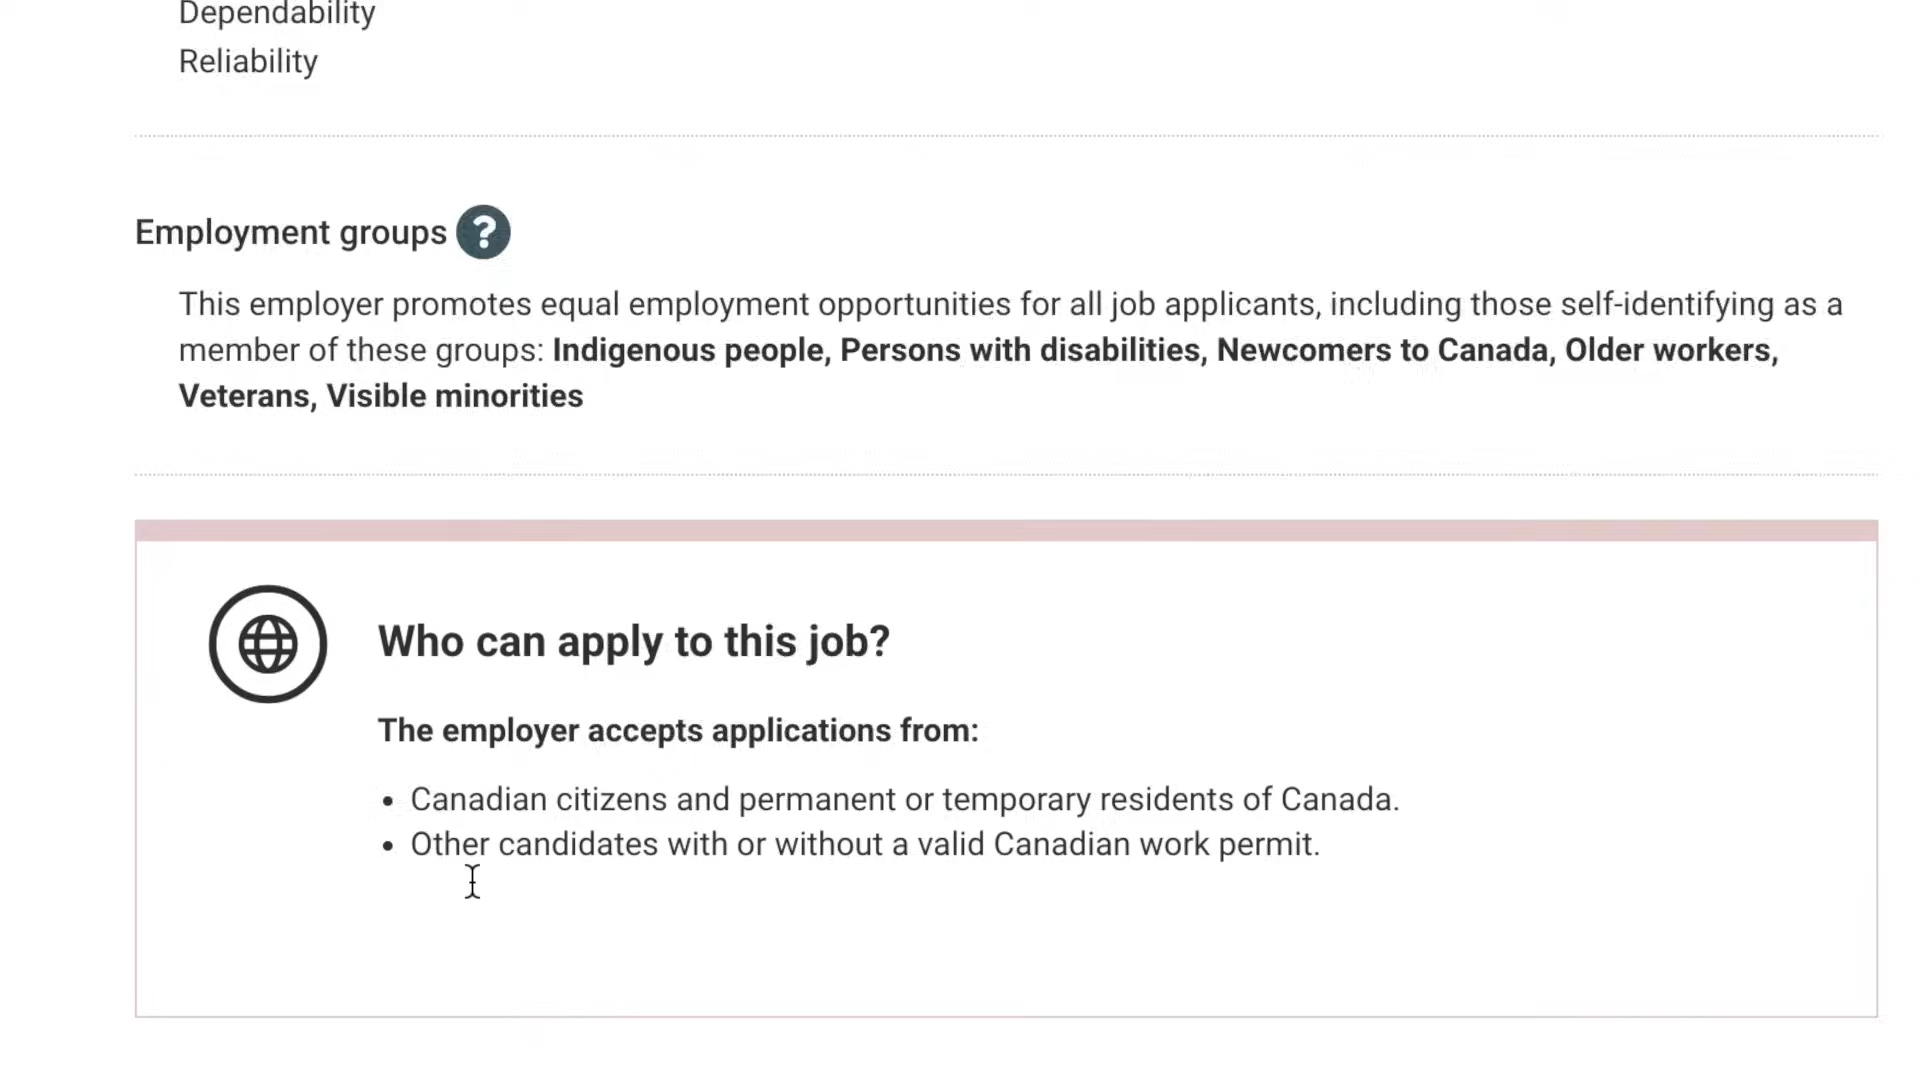 Dependability
Reliability
Employment groups ?
This employer promotes equal employment opportunities for all job applicants, including those self-identifying as a
member of these groups: Indigenous people, Persons with disabilities, Newcomers to Canada, Older workers,
Veterans, Visible minorities
Who can apply to this job?
The employer accepts applications from:
• Canadian citizens and permanent or temporary residents of Canada.
• Other candidates with or without a valid Canadian work permit.